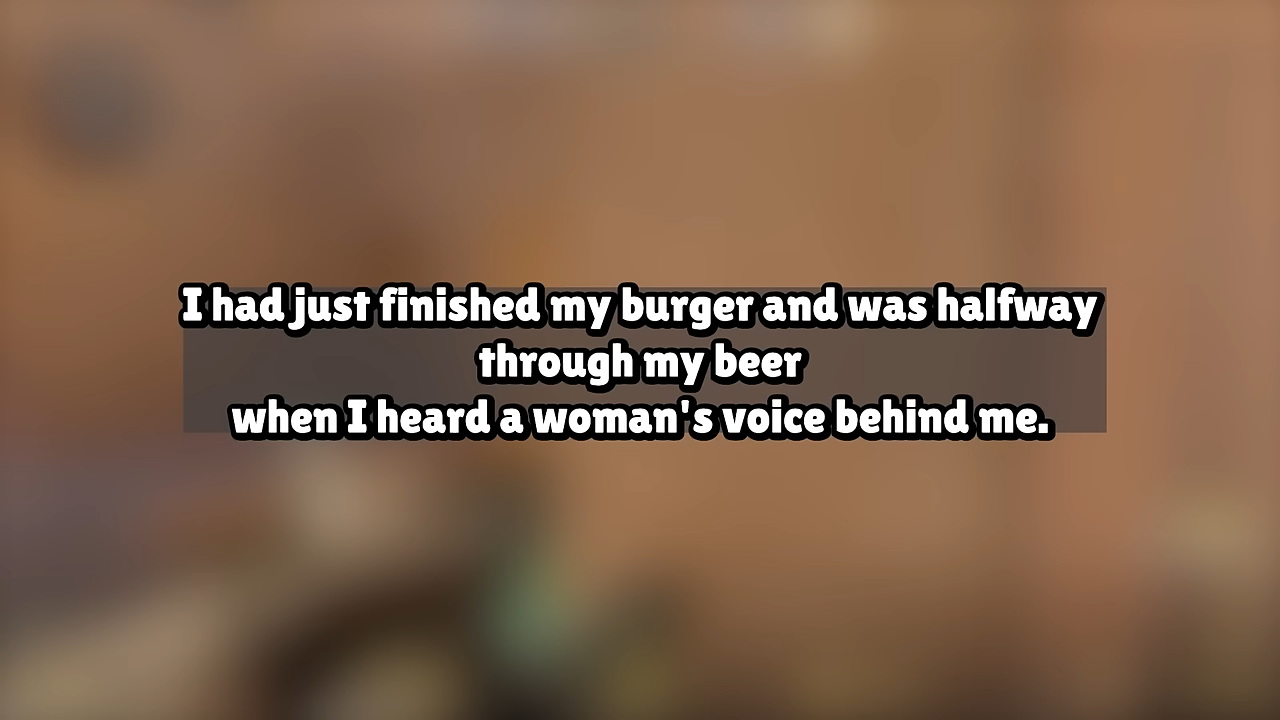 I had just finished my burger and was halfway
through my beer
when I heard a woman's voice behind me.